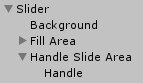 Slider
Background
Fill Area
Handle Slide Area
Handle